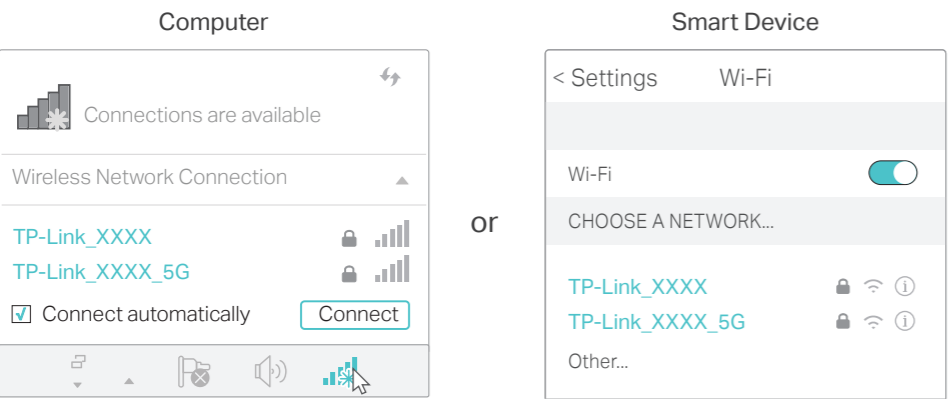 Computer
Connections are available
Wireless Network Connection
TP-Link_XXXX
TP-Link_XXXX_5G
Connect automatically
Connect
or
Smart Device
< Settings
Wi-Fi
Wi-Fi
CHOOSE A NETWORK...
TP-Link_XXXX
TP-Link_XXXX_5G
Other...